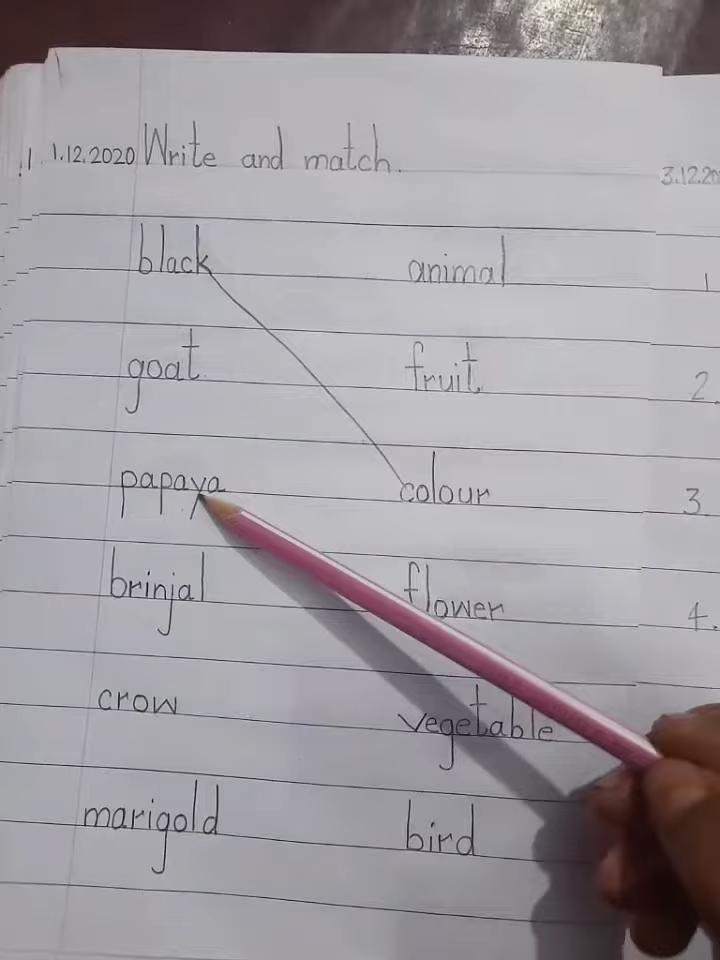 1.12.2020 Write and match.
3.12.20
black animal 1
goat fruit 2.
papaya colour 3
brinjal flower 4.
crow vegetable
marigold bird